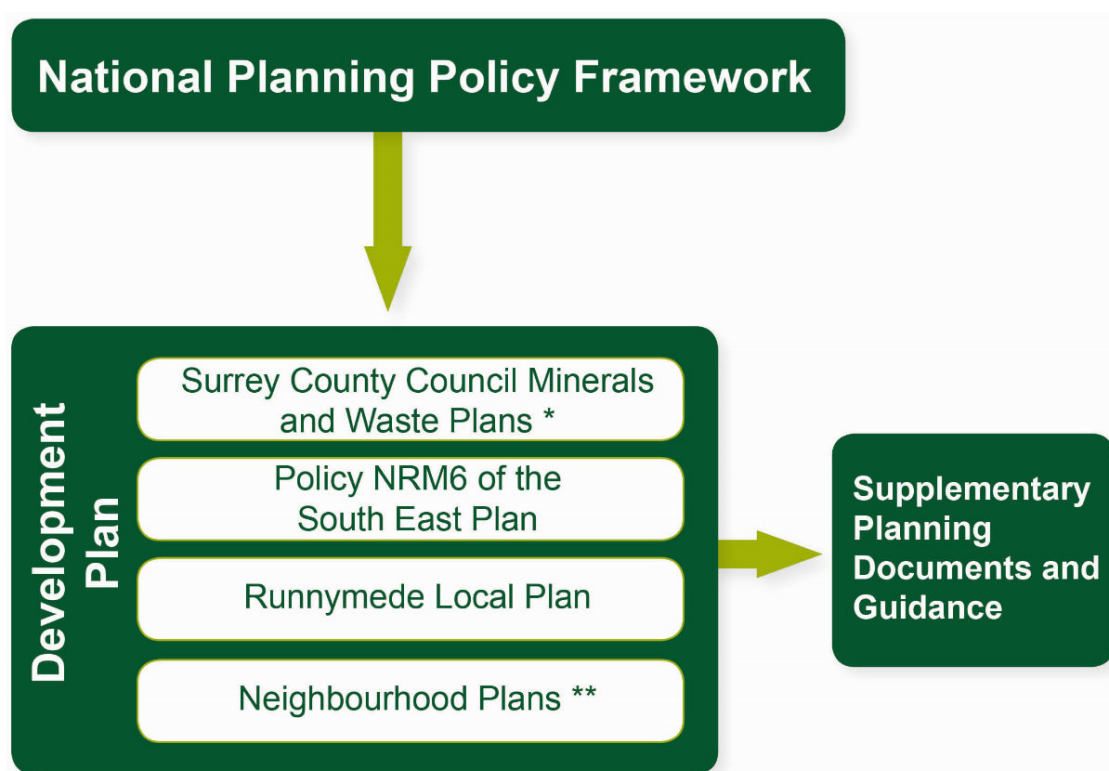 National Planning Policy Framework
Development
Plan
Surrey County Council Minerals
and Waste Plans *
Policy NRM6 of the
South East Plan
Runnymede Local Plan
Neighbourhood Plans **
Supplementary
Planning
Documents and
Guidance